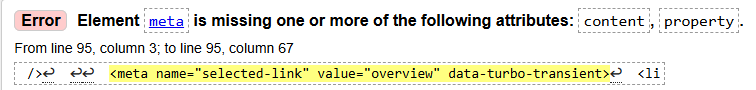 Error Element meta is missing one or more of the following attributes: content, property.
From line 95, column 3; to line 95, column 67
/>↩ ↩↩ <meta name="selected-link" value="overview" data-turbo-transient>↩ <li